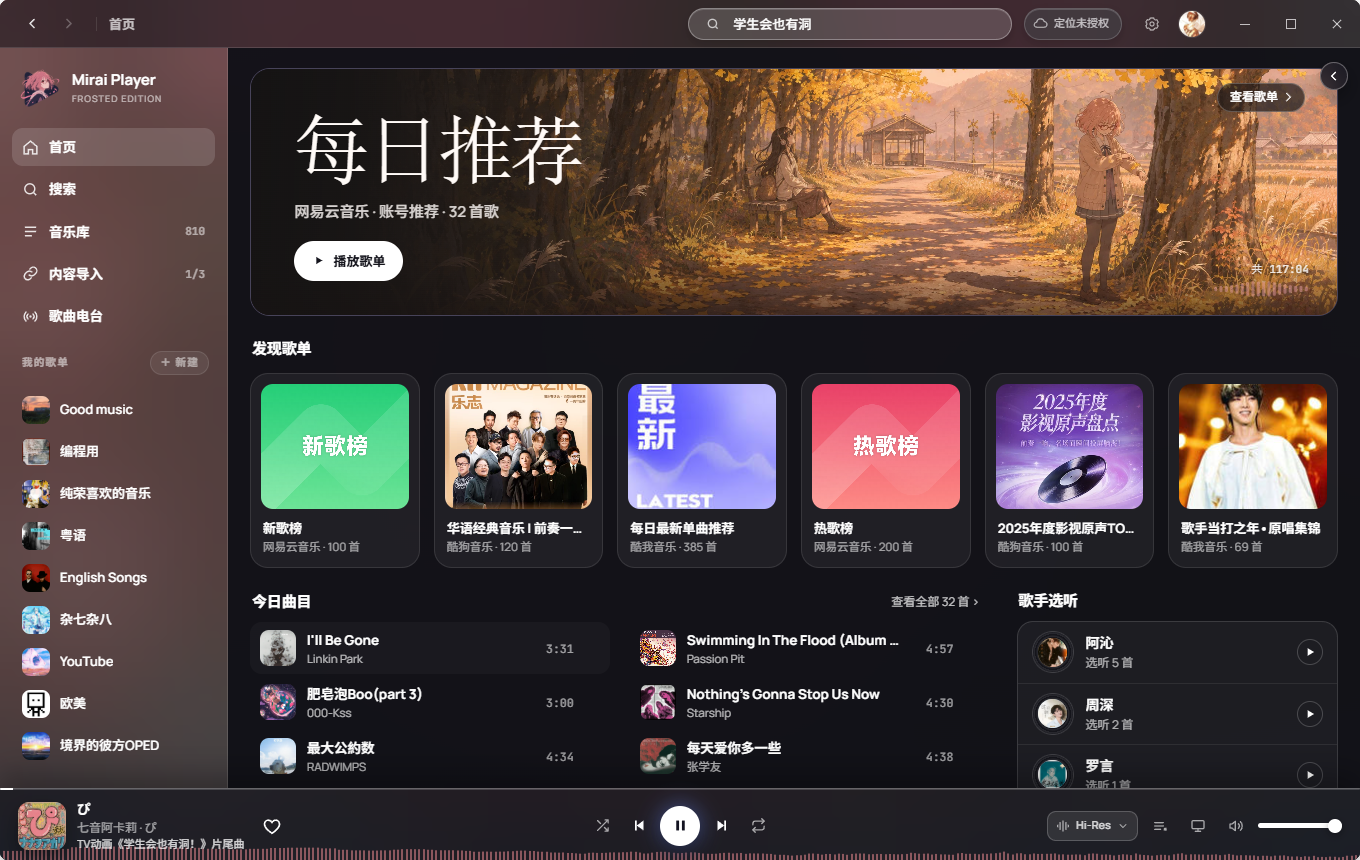 首页
学生会也有洞
定位未授权
Mirai Player
FROSTED EDITION
首页
搜索
音乐库 810
内容导入 1/3
歌曲电台
我的歌单 + 新建
Good music
编程用
纯荣喜欢的音乐
粤语
English Songs
杂七杂八
YouTube
欧美
境界的彼方OPED
查看歌单
每日推荐
网易云音乐 · 账号推荐 · 32 首歌
播放歌单
共 117:04
发现歌单
新歌榜
新歌榜
网易云音乐 · 100 首
MAGAZINE
乐志
华语经典音乐 | 前奏一...
酷狗音乐 · 120 首
最新
LATEST
每日最新单曲推荐
酷我音乐 · 385 首
热歌榜
热歌榜
网易云音乐 · 200 首
2025年度
影视原声盘点
2025年度影视原声TO...
酷狗音乐 · 100 首
歌手当打之年•原唱集锦
酷我音乐 · 69 首
今日曲目
查看全部 32 首 ›
I'll Be Gone
Linkin Park
3:31
Swimming In The Flood (Album ...
Passion Pit
4:57
肥皂泡Boo(part 3)
000-Kss
3:00
Nothing's Gonna Stop Us Now
Starship
4:30
最大公約数
RADWIMPS
4:34
每天爱你多一些
张学友
4:38
歌手选听
阿沁
选听 5 首
周深
选听 2 首
罗言
选听 1 首
ぴ
ぴ
七音阿卡莉 · ぴ
TV动画《学生会也有洞！》片尾曲
Hi-Res